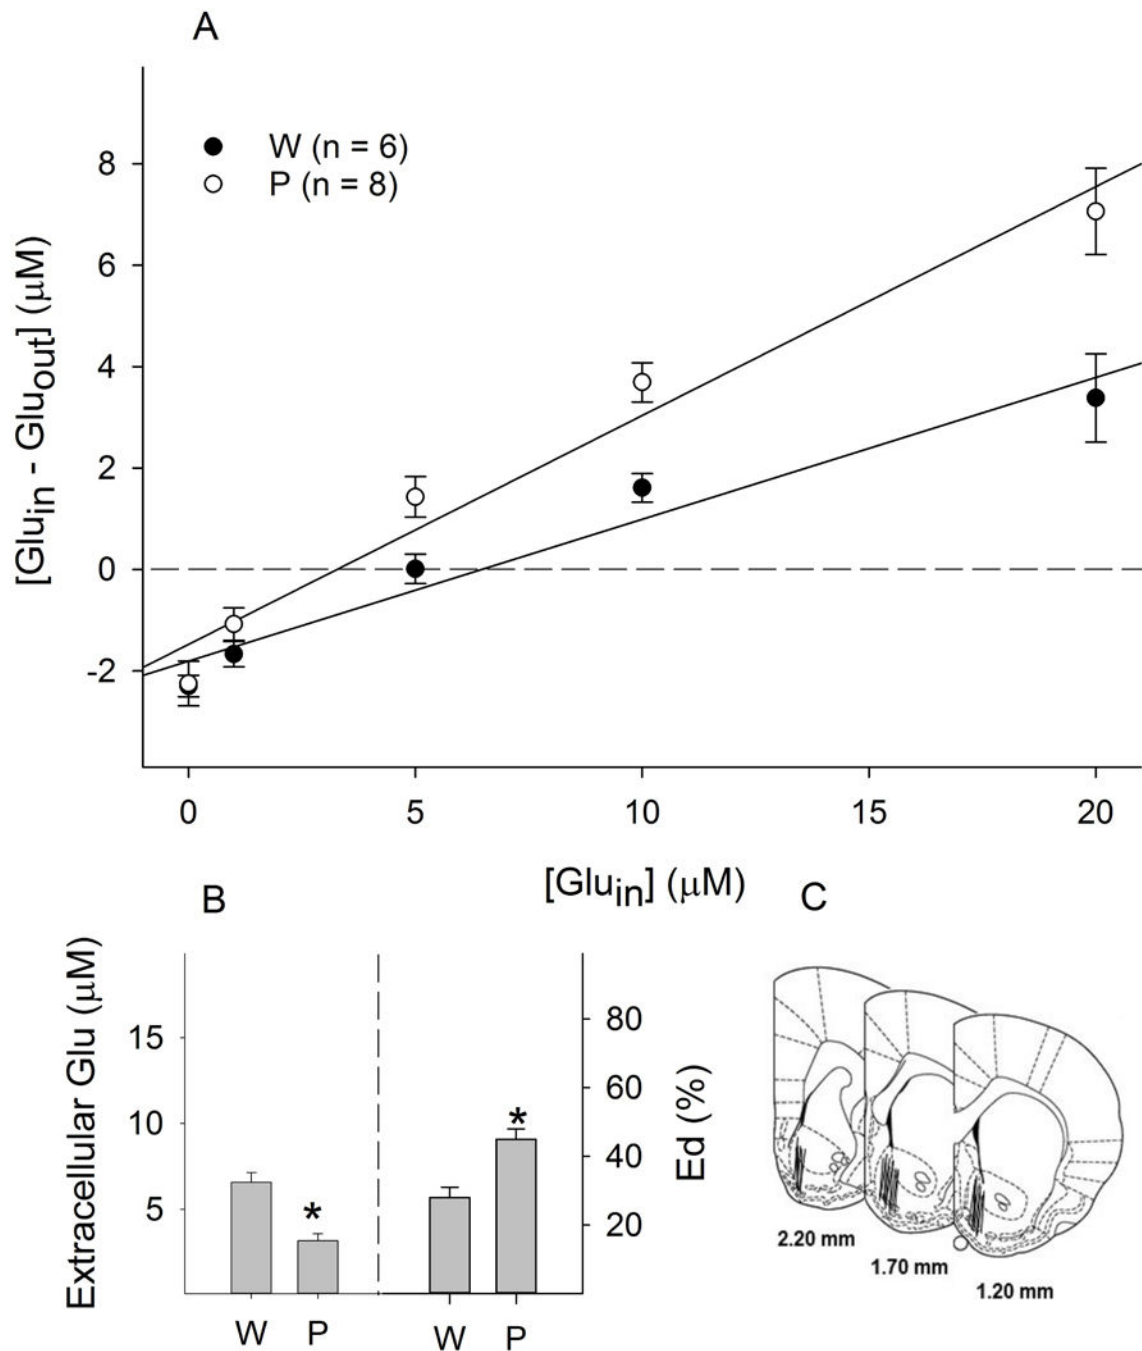 A
W (n = 6)
P (n = 8)
[Glu_in - Glu_out] (μM)
8
6
4
2
0
-2
0 5 10 15 20
[Glu_in] (μM)
B
Extracellular Glu (μM)
15
10
5
* *
80
60
40
20
Ed (%)
W P W P
C
2.20 mm
1.70 mm
1.20 mm